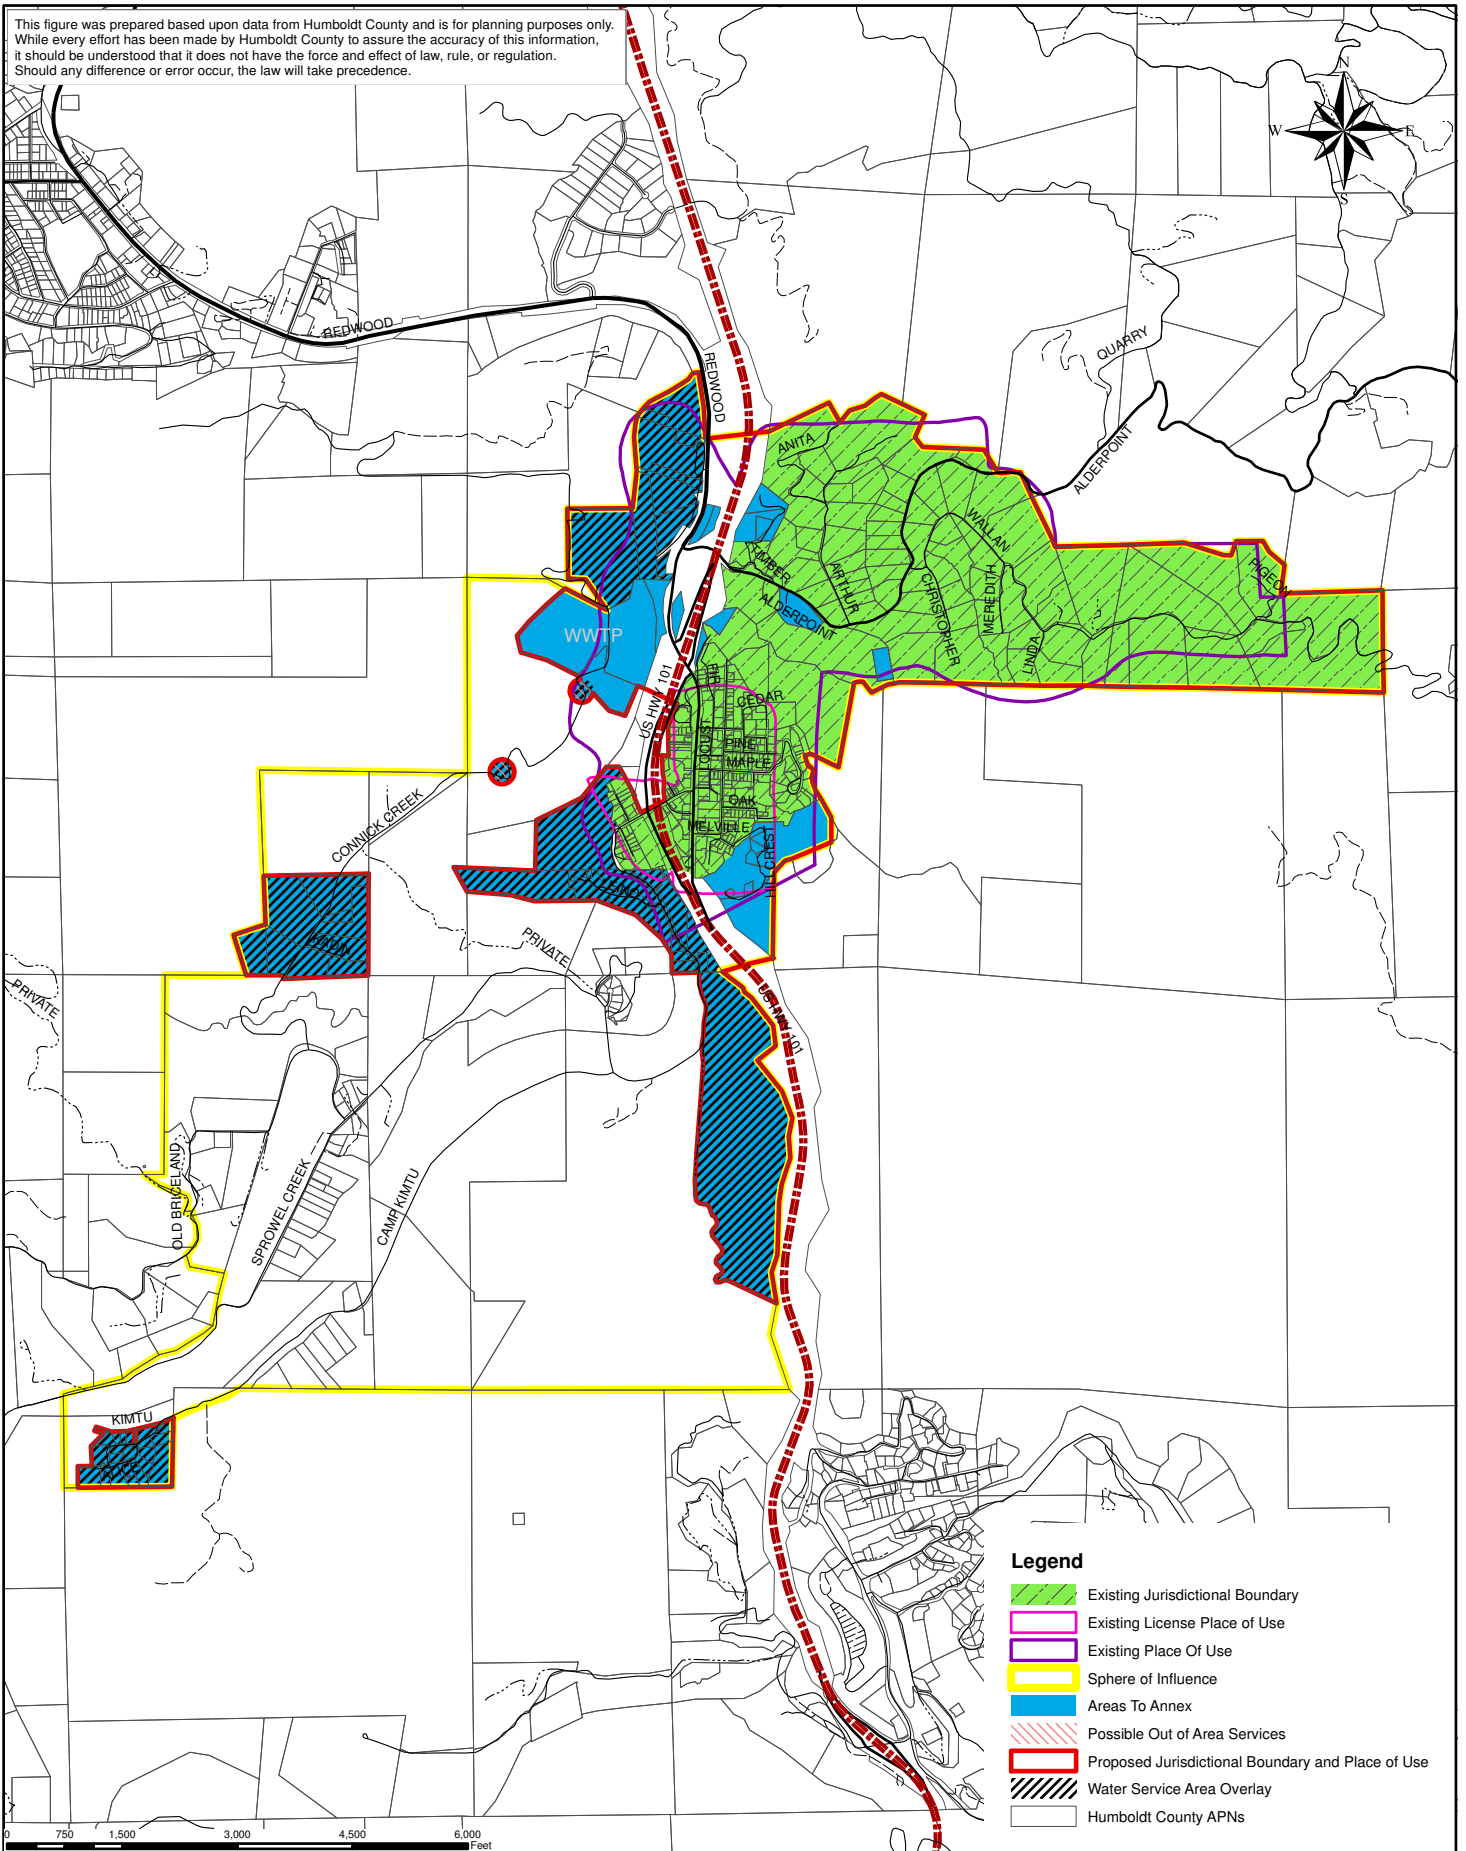 This figure was prepared based upon data from Humboldt County and is for planning purposes only.
While every effort has been made by Humboldt County to assure the accuracy of this information,
it should be understood that it does not have the force and effect of law, rule, or regulation.
Should any difference or error occur, the law will take precedence.
N
W
E
S
REDWOOD
REDWOOD
QUARRY
ALDERPOINT
ANITA
WALLAN
TIMBER
ARTHUR
CHRISTOPHER
MEREDITH
LINDA
PIGEON
ALDERPOINT
WWTP
US HWY 101
FIR
CEDAR
LOCUST
PINE
MAPLE
OAK
MELVILLE
HILLCREST
CONNICK CREEK
PRIVATE
PRIVATE
US HWY 101
OLD BRICELAND
SPROWEL CREEK
CAMP KIMTU
KIMTU
Legend
Existing Jurisdictional Boundary
Existing License Place of Use
Existing Place Of Use
Sphere of Influence
Areas To Annex
Possible Out of Area Services
Proposed Jurisdictional Boundary and Place of Use
Water Service Area Overlay
Humboldt County APNs
0 750 1,500 3,000 4,500 6,000
Feet